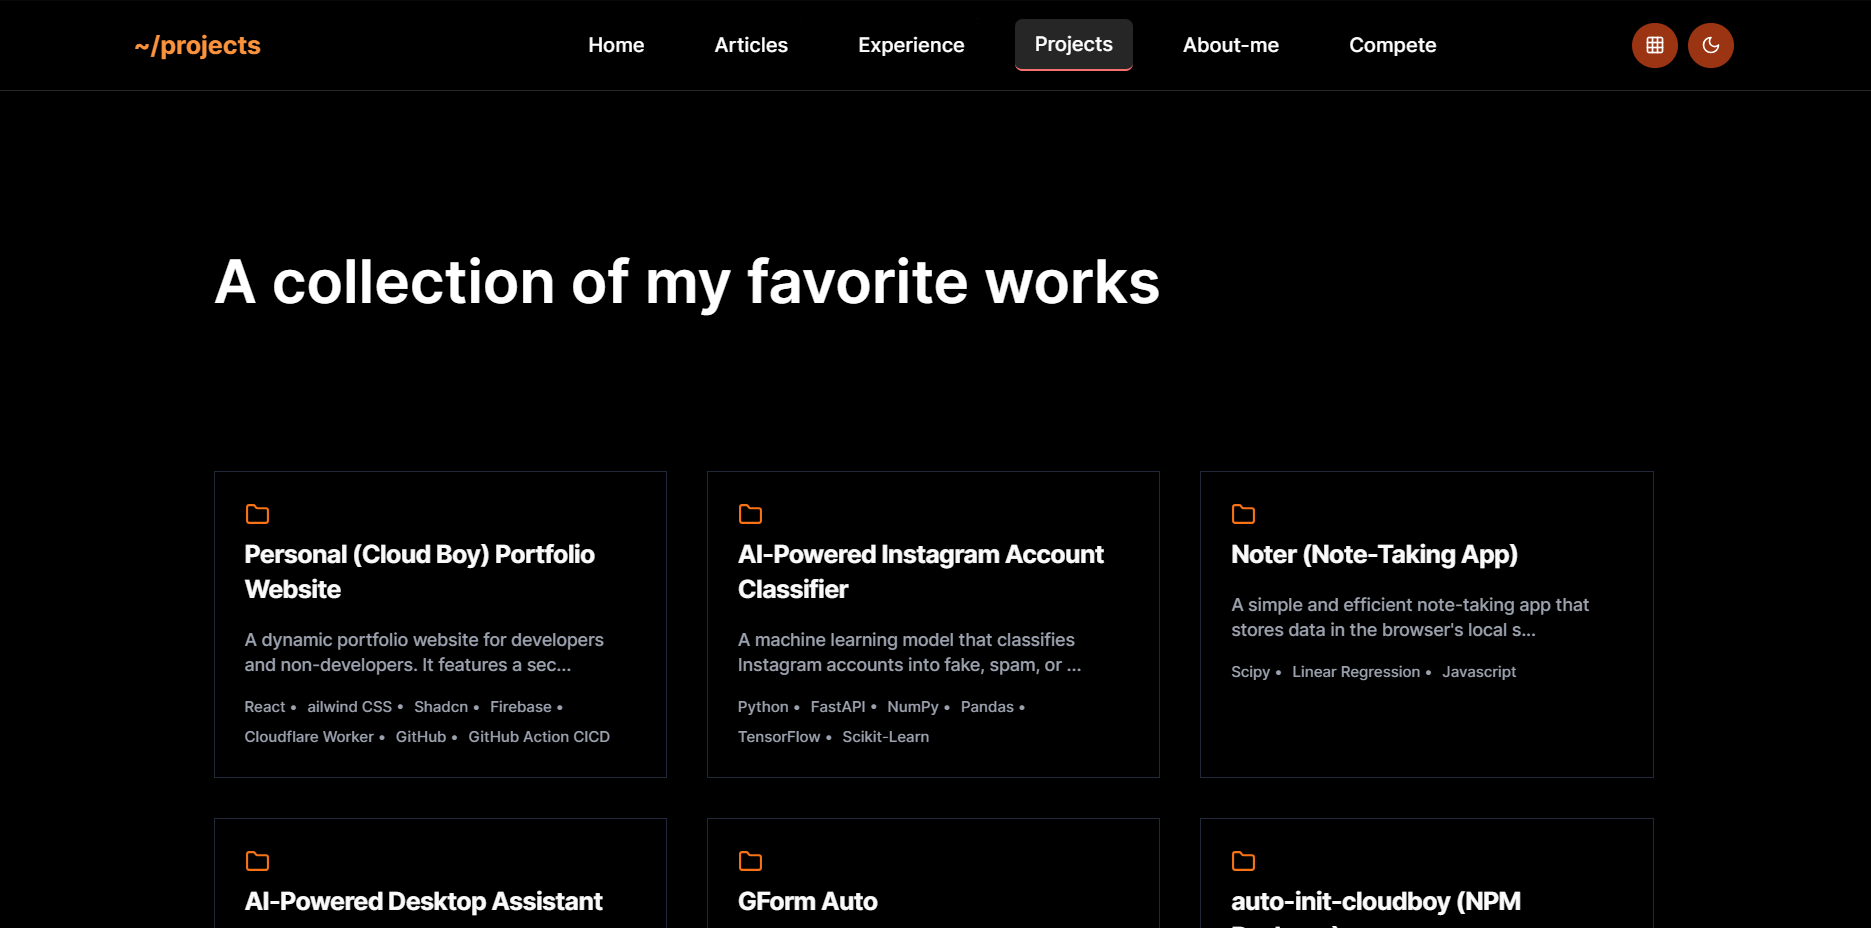 ~/projects
Home Articles Experience Projects About-me Compete
A collection of my favorite works
Personal (Cloud Boy) Portfolio
Website
A dynamic portfolio website for developers
and non-developers. It features a sec...
React • ailwind CSS • Shadcn • Firebase •
Cloudflare Worker • GitHub • GitHub Action CICD
AI-Powered Instagram Account
Classifier
A machine learning model that classifies
Instagram accounts into fake, spam, or ...
Python • FastAPI • NumPy • Pandas •
TensorFlow • Scikit-Learn
Noter (Note-Taking App)
A simple and efficient note-taking app that
stores data in the browser's local s...
Scipy • Linear Regression • Javascript
AI-Powered Desktop Assistant
GForm Auto
auto-init-cloudboy (NPM